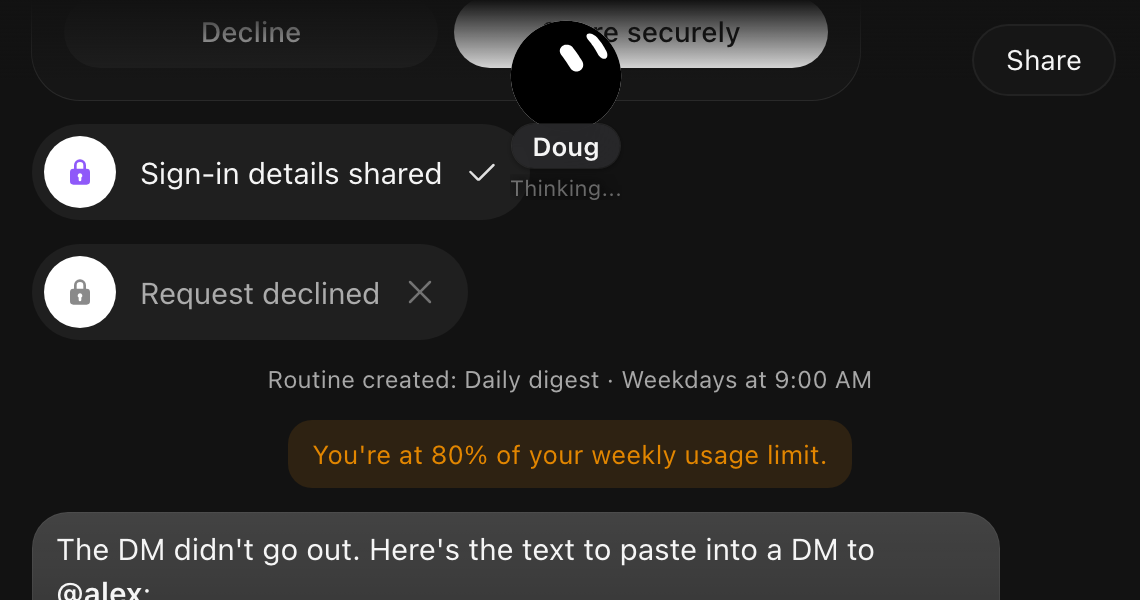 Decline
re securely
Share
Doug
Thinking...
Sign-in details shared
Request declined
Routine created: Daily digest · Weekdays at 9:00 AM
You're at 80% of your weekly usage limit.
The DM didn't go out. Here's the text to paste into a DM to
@alex: